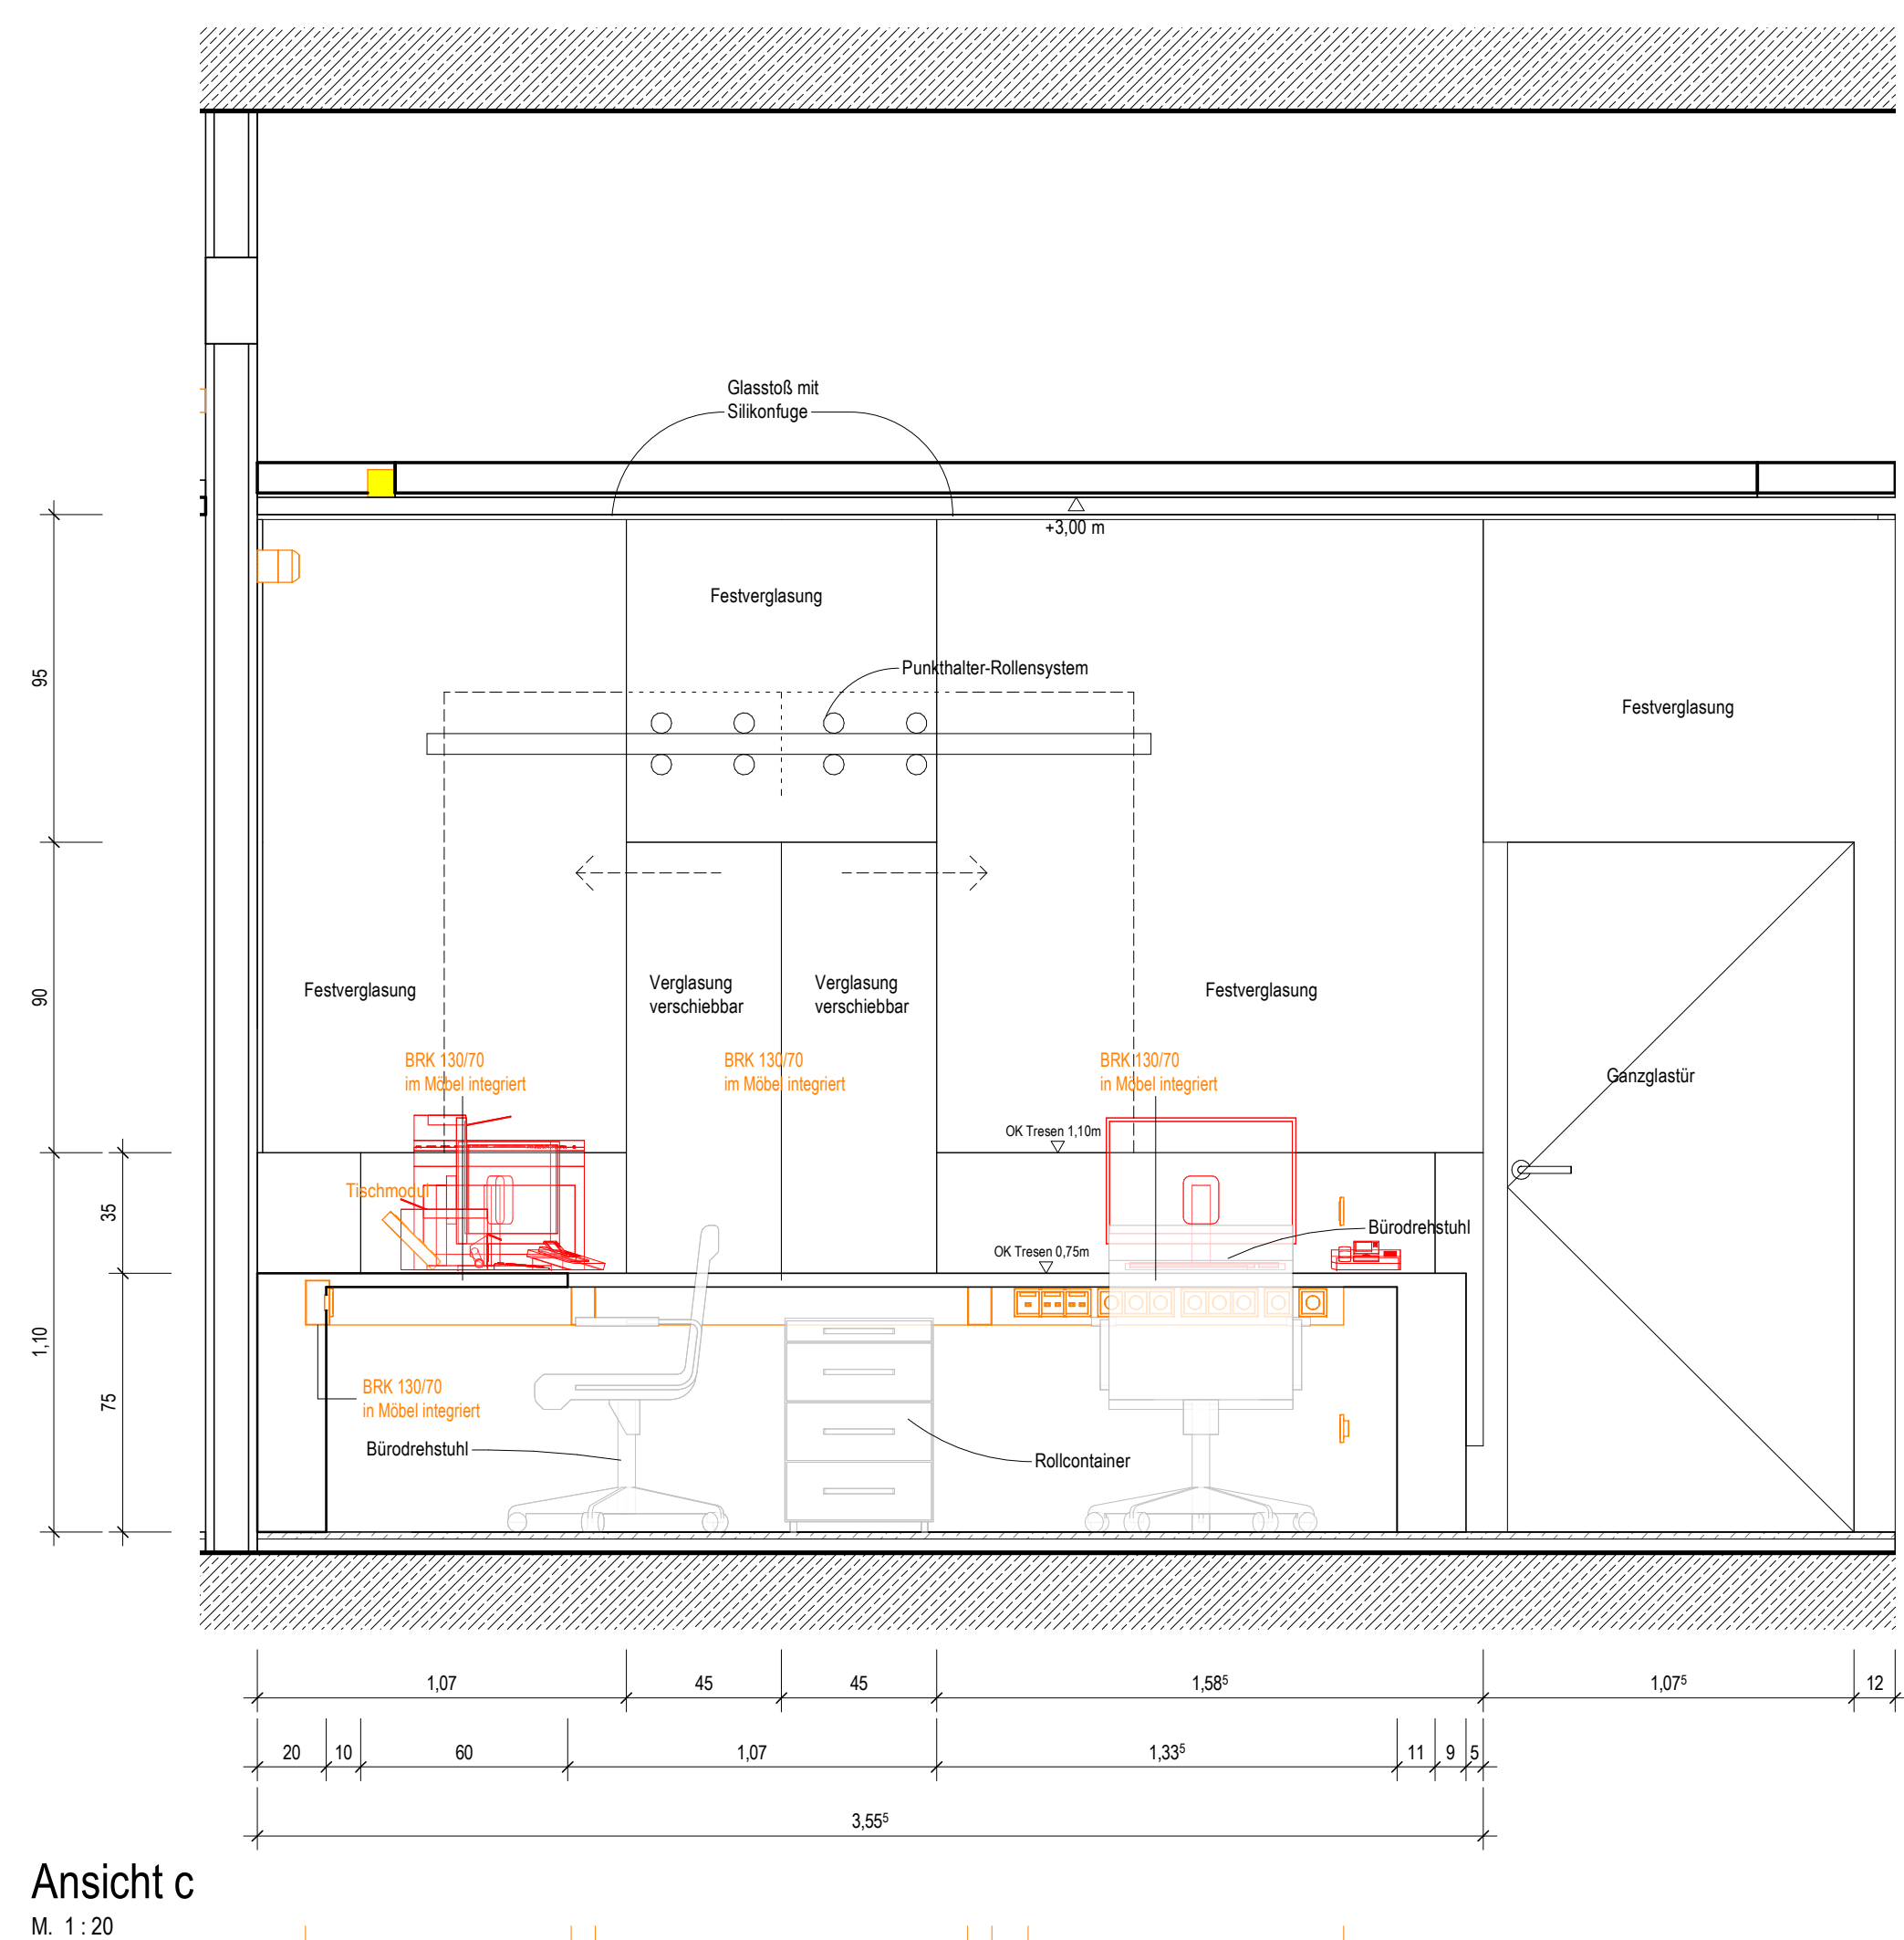 Glasstoß mit
Silikonfuge
+3,00 m
Festverglasung
Punkthalter-Rollensystem
Festverglasung
95
90
35
1,10
75
Festverglasung
Verglasung
verschiebbar
Verglasung
verschiebbar
Festverglasung
BRK 130/70
im Möbel integriert
BRK 130/70
im Möbel integriert
BRK 130/70
in Möbel integriert
Ganzglastür
OK Tresen 1,10m
Tischmodul
Bürodrehstuhl
OK Tresen 0,75m
BRK 130/70
in Möbel integriert
Bürodrehstuhl
Rollcontainer
1,07 45 45 1,58⁵ 1,07⁵ 12
20 10 60 1,07 1,33⁵ 11 9 5
3,55⁵
Ansicht c
M. 1 : 20